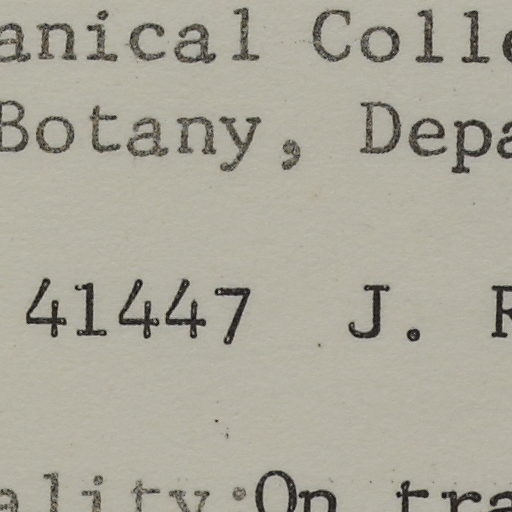 anical Colle
Botany, Depa
41447 J. R
ality: On tra